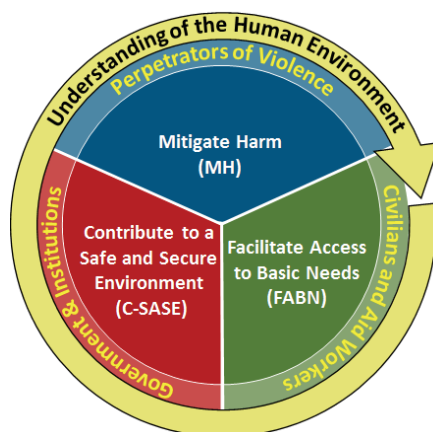 Understanding of the Human Environment
Perpetrators of Violence
Mitigate Harm
(MH)
Government & Institutions
Contribute to a
Safe and Secure
Environment
(C-SASE)
Facilitate Access
to Basic Needs
(FABN)
Civilians and Aid Workers